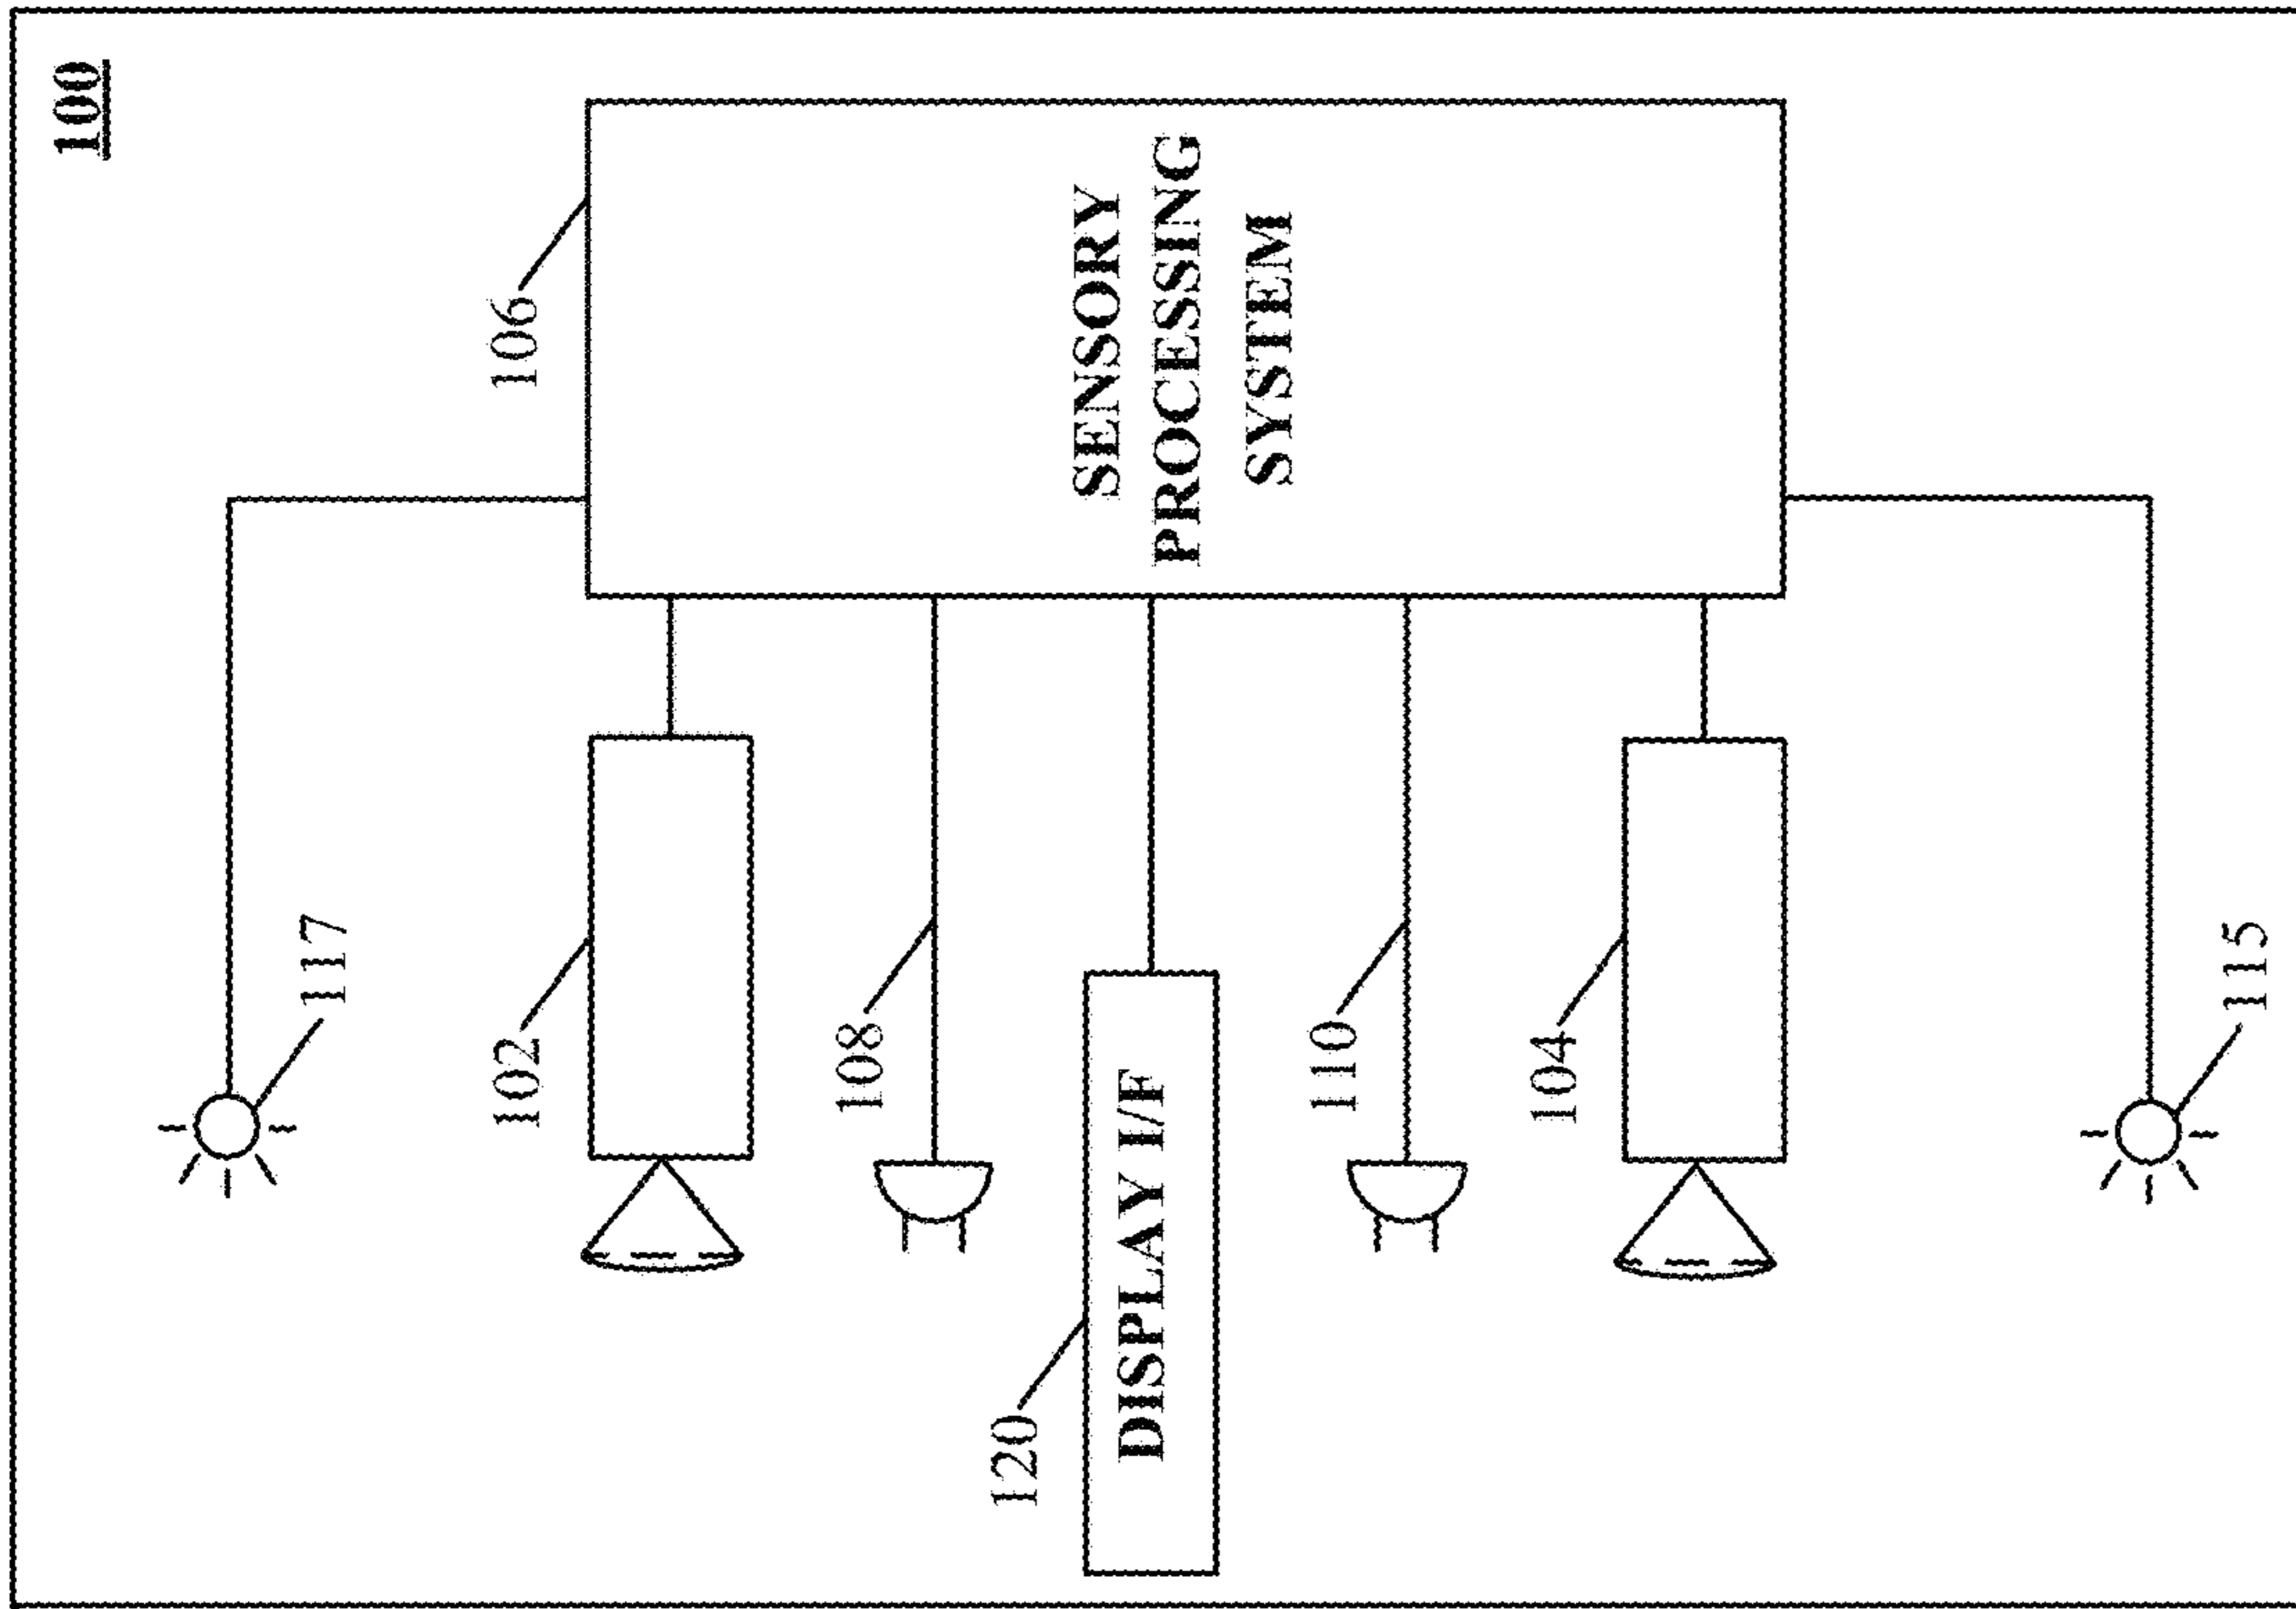 100
117
102
106
108
SENSORY
PROCESSING
SYSTEM
120
DISPLAY I/F
110
104
115